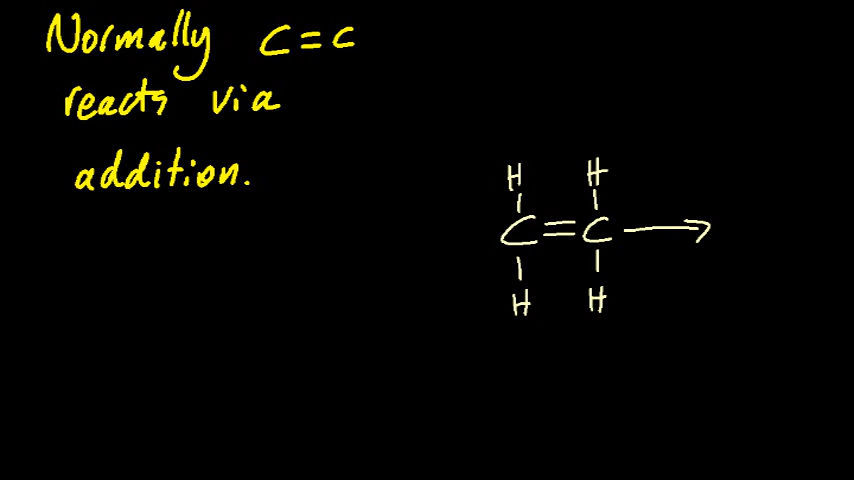 Normally C=C
reacts via
addition.
H H
C=C→
H H